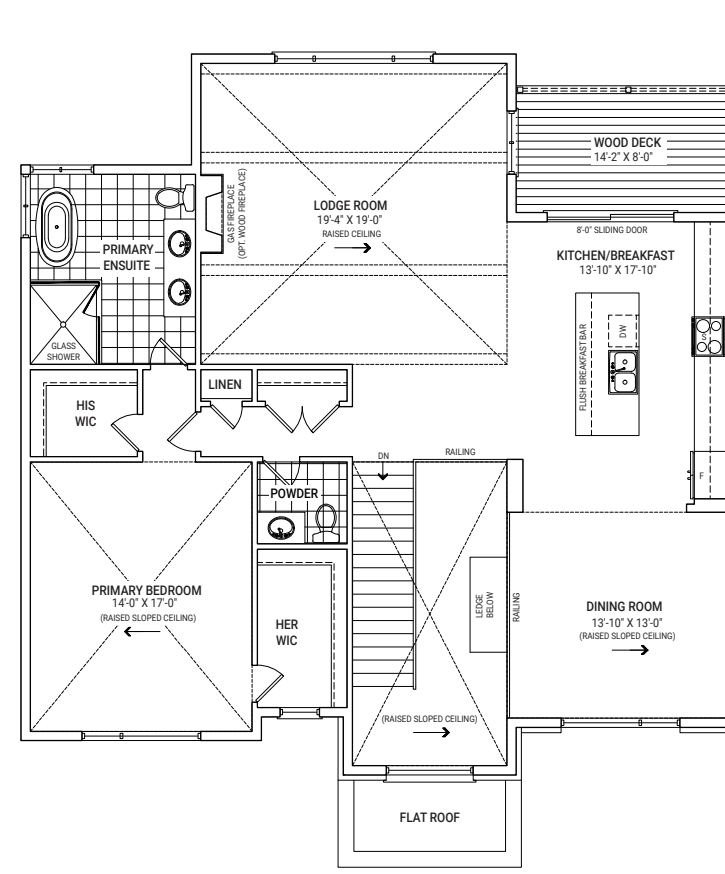 WOOD DECK
14'-2" X 8'-0"
GAS FIREPLACE
(OPT. WOOD FIREPLACE)
LODGE ROOM
19'-4" X 19'-0"
RAISED CEILING
8'-0" SLIDING DOOR
KITCHEN/BREAKFAST
13'-10" X 17'-10"
PRIMARY
ENSUITE
GLASS
SHOWER
FLUSH BREAKFAST BAR
DW
S
LINEN
HIS
WIC
DN
RAILING
F
POWDER
PRIMARY BEDROOM
14'-0" X 17'-0"
(RAISED SLOPED CEILING)
HER
WIC
LEDGE
BELOW
RAILING
DINING ROOM
13'-10" X 13'-0"
(RAISED SLOPED CEILING)
(RAISED SLOPED CEILING)
FLAT ROOF